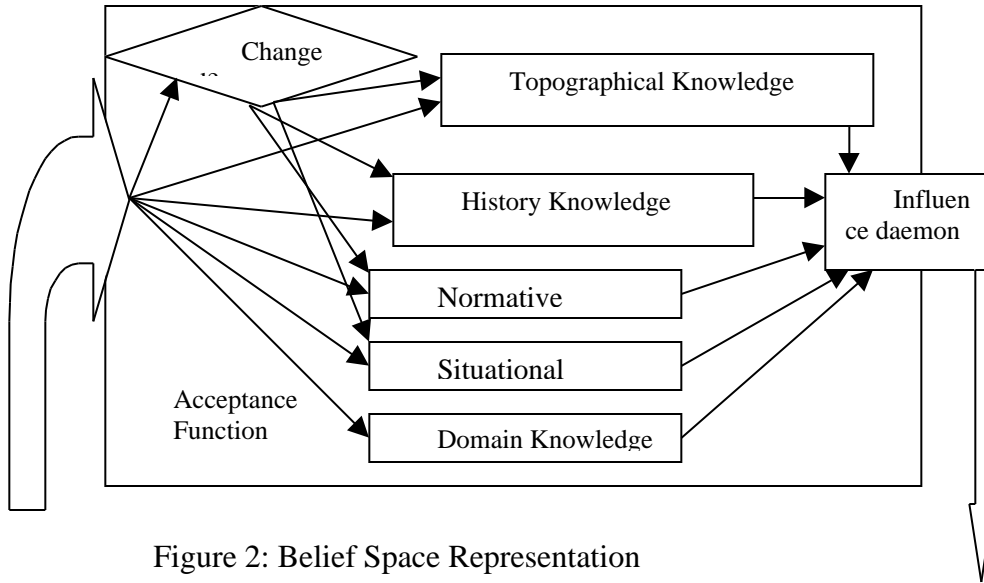 Change
Topographical Knowledge
History Knowledge
Influen
ce daemon
Normative
Situational
Acceptance
Function
Domain Knowledge
Figure 2: Belief Space Representation